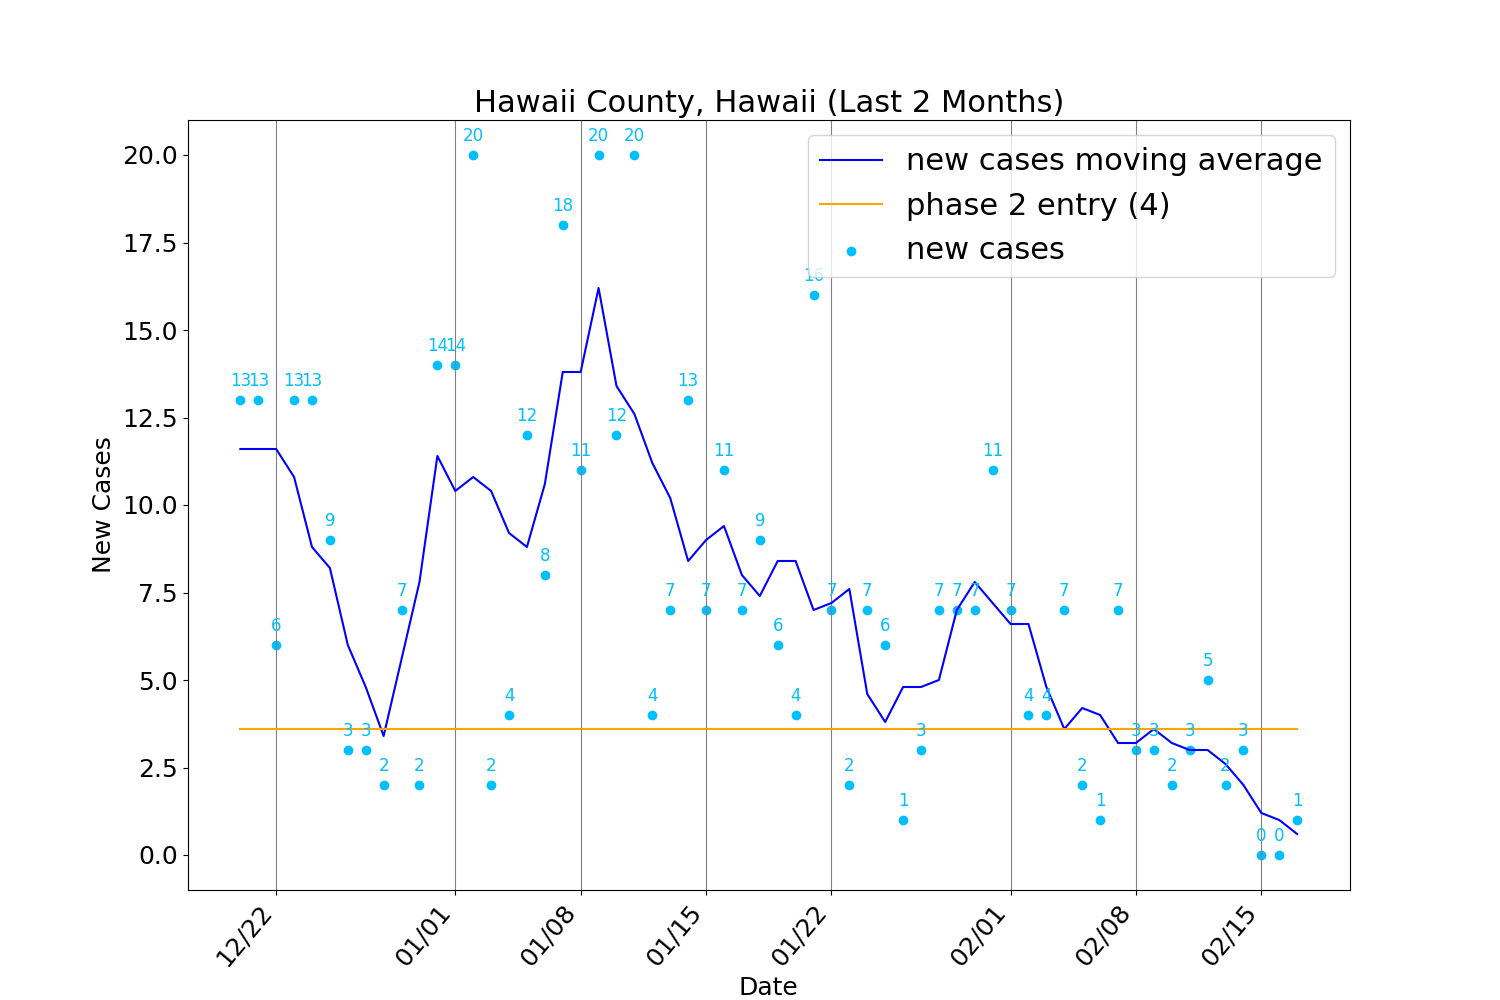 Hawaii County, Hawaii (Last 2 Months)
new cases moving average
phase 2 entry (4)
new cases
New Cases
20.0
17.5
15.0
12.5
10.0
7.5
5.0
2.5
0.0
13 13 6 13 13 9 3 3 2 7 2 14 14 20 2 4 12 8 18 11 20 12 20 4 7 13 7 11 7 9 6 4 16 7 2 7 6 1 3 7 7 7 11 7 4 4 7 2 1 7 3 3 2 3 5 2 3 0 0 1
12/22
01/01
01/08
01/15
01/22
02/01
02/08
02/15
Date